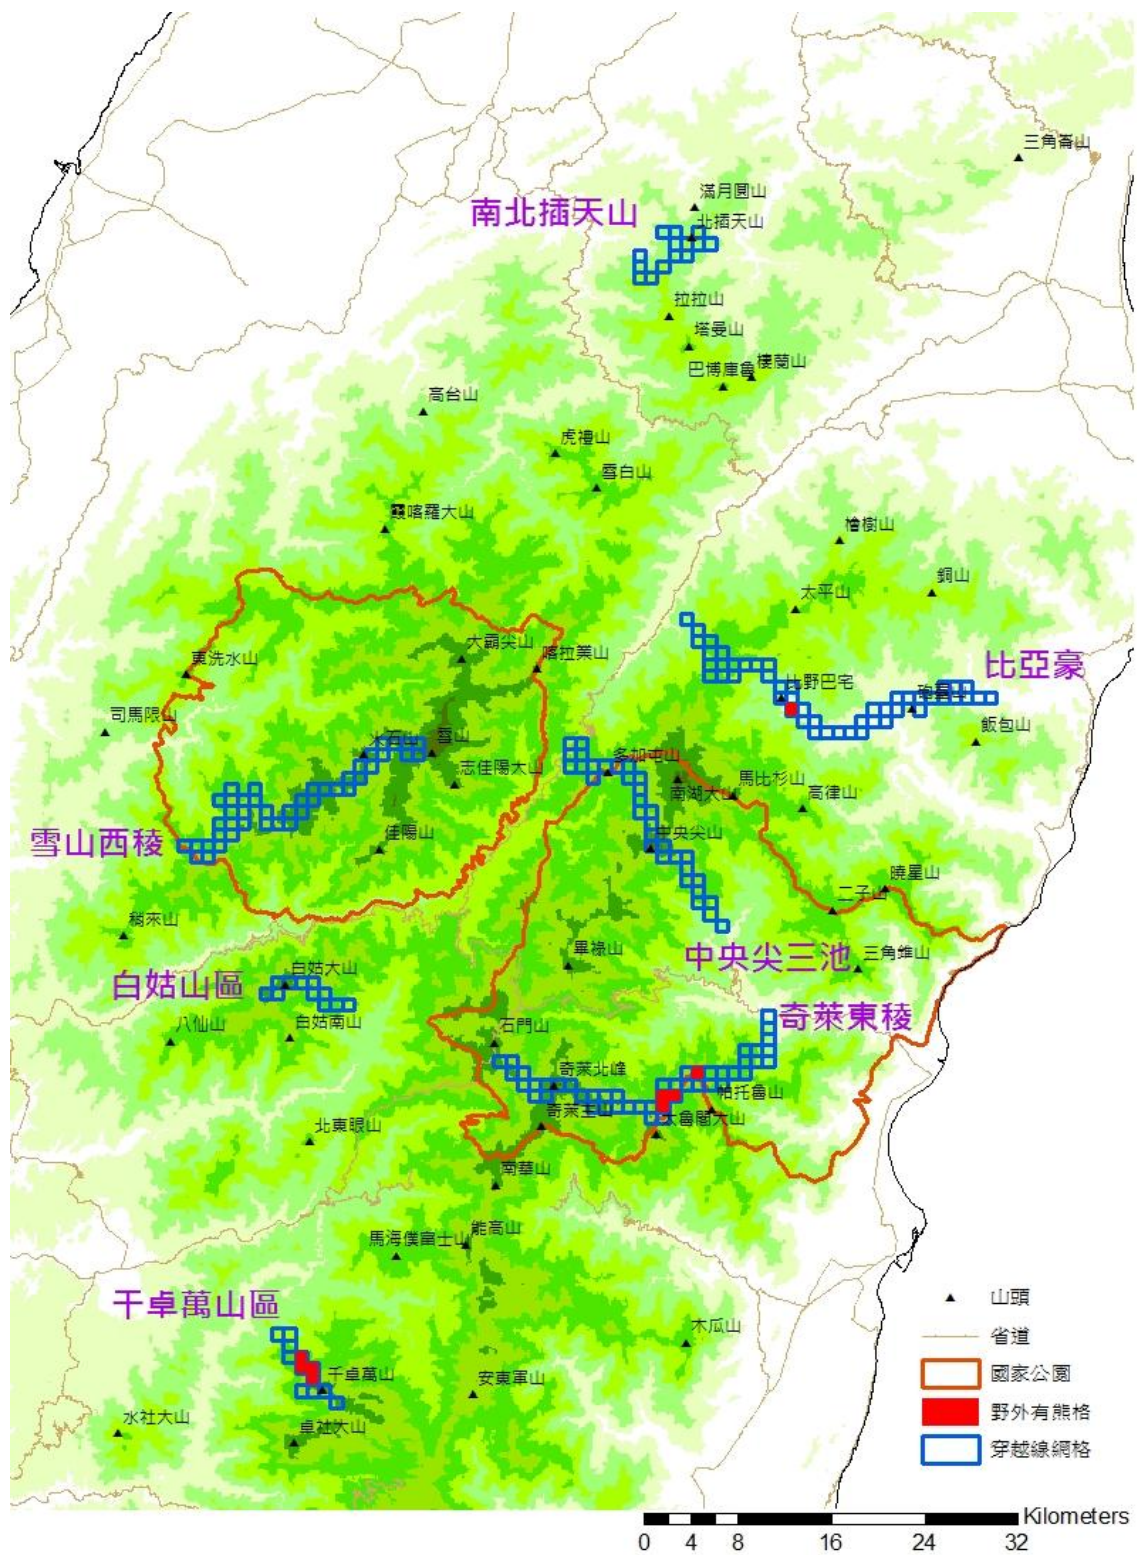 三角崙山
滿月圓山
南北插天山
北插天山
拉拉山
塔曼山
棲蘭山
巴博庫魯
高台山
虎禮山
雪白山
霞喀羅大山
檜樹山
銅山
太平山
大霸尖山
喀拉業山
比亞豪
東洗水山
比野巴宅
司馬限山
飯包山
火石山
雪山
多加屯山
志佳陽大山
南湖大山
馬比杉山
高律山
雪山西稜
佳陽山
中央尖山
曉星山
二子山
稍來山
畢祿山
中央尖三池
三角錐山
白姑大山
白姑山區
奇萊東稜
八仙山
白姑南山
石門山
奇萊北峰
帕托魯山
奇萊主山
太魯閣大山
北東眼山
南華山
能高山
馬海僕富士山
干卓萬山區
山頭
木瓜山
省道
干卓萬山
安東軍山
國家公園
水社大山
卓社大山
野外有熊格
穿越線網格
Kilometers
0 4 8 16 24 32